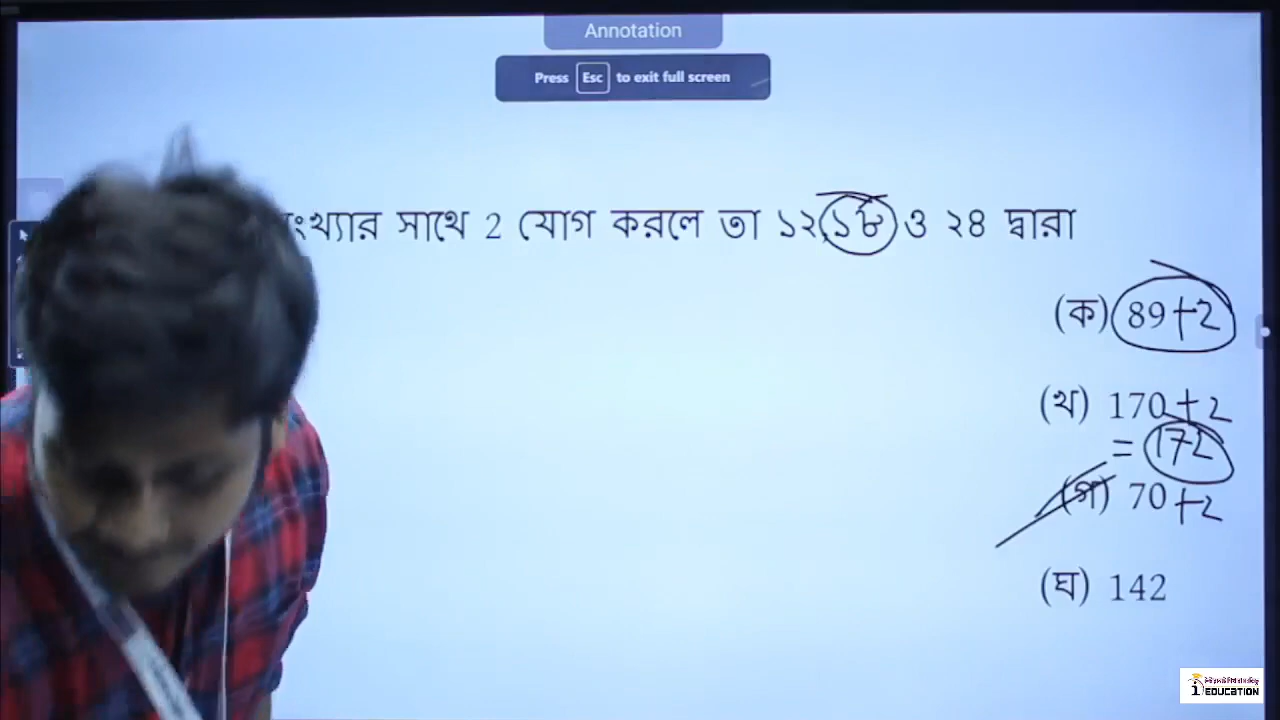 Annotation
Press Esc to exit full screen
সংখ্যার সাথে 2 যোগ করলে তা ১২,১৮ ও ২৪ দ্বারা
(ক) 89+2
(খ) 170+2
= 172
(গ) 70+2
(ঘ) 142
EDUCATION